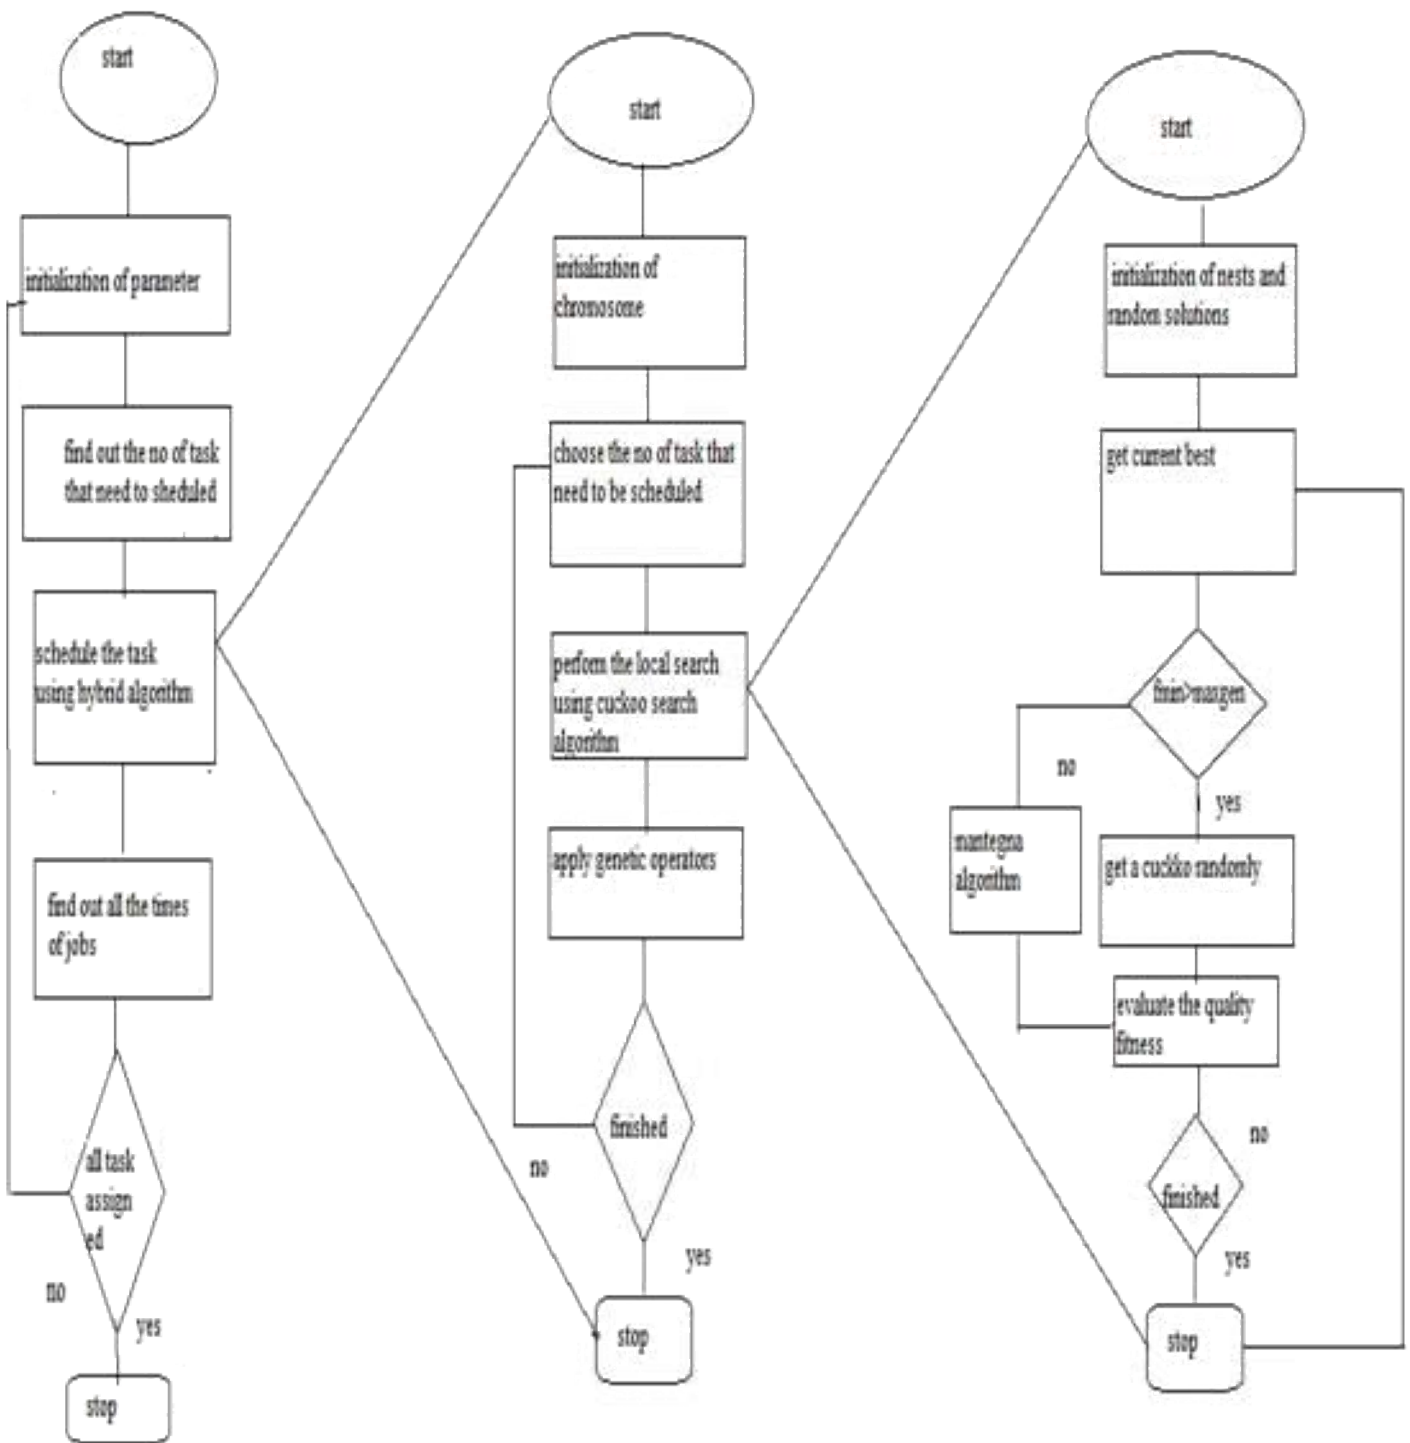 start
initialization of parameter
find out the no of task
that need to sheduled
schedule the task
using hybrid algorithm
find out all the times
of jobs
all task
assign
ed
no
yes
stop
start
initialization of
chromosome
choose the no of task that
need to be scheduled
perform the local search
using cuckoo search
algorithm
apply genetic operators
finished
no
yes
stop
start
initialization of nests and
random solutions
get current best
fmin>maxgen
no
yes
mantegna
algorithm
get a cuckko randomly
evaluate the quality
fitness
no
finished
yes
stop